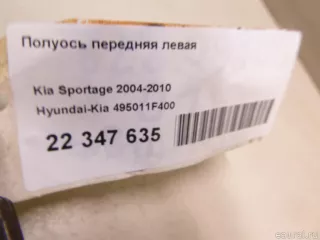 Полуось передняя левая
Kia Sportage 2004-2010
Hyundai-Kia 495011F400
22 347 635